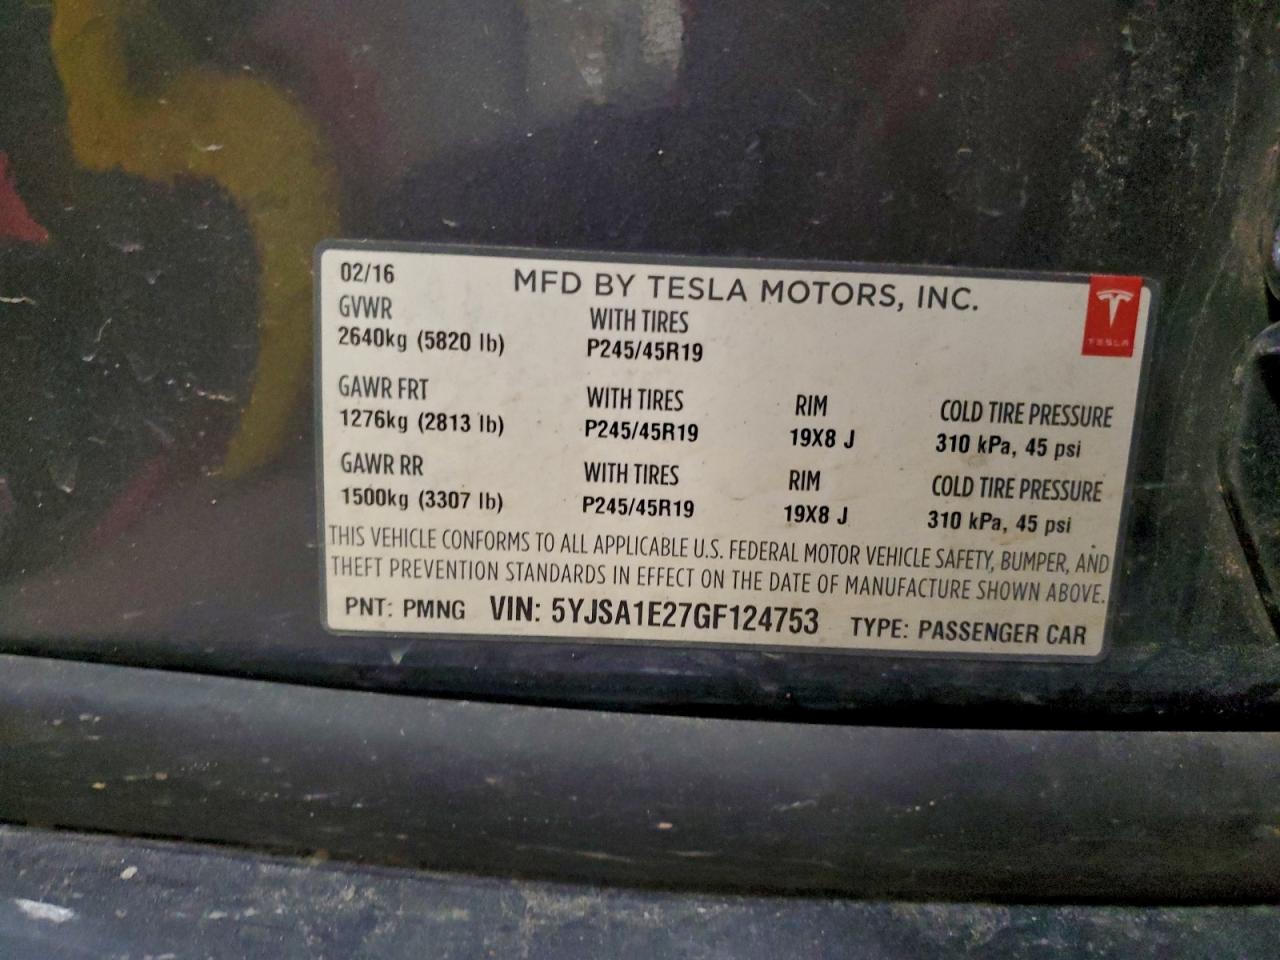 02/16 MFD BY TESLA MOTORS, INC.
TESLA
GVWR WITH TIRES
2640kg (5820 lb) P245/45R19
GAWR FRT WITH TIRES RIM COLD TIRE PRESSURE
1276kg (2813 lb) P245/45R19 19X8 J 310 kPa, 45 psi
GAWR RR WITH TIRES RIM COLD TIRE PRESSURE
1500kg (3307 lb) P245/45R19 19X8 J 310 kPa, 45 psi
THIS VEHICLE CONFORMS TO ALL APPLICABLE U.S. FEDERAL MOTOR VEHICLE SAFETY, BUMPER, AND
THEFT PREVENTION STANDARDS IN EFFECT ON THE DATE OF MANUFACTURE SHOWN ABOVE.
PNT: PMNG VIN: 5YJSA1E27GF124753 TYPE: PASSENGER CAR